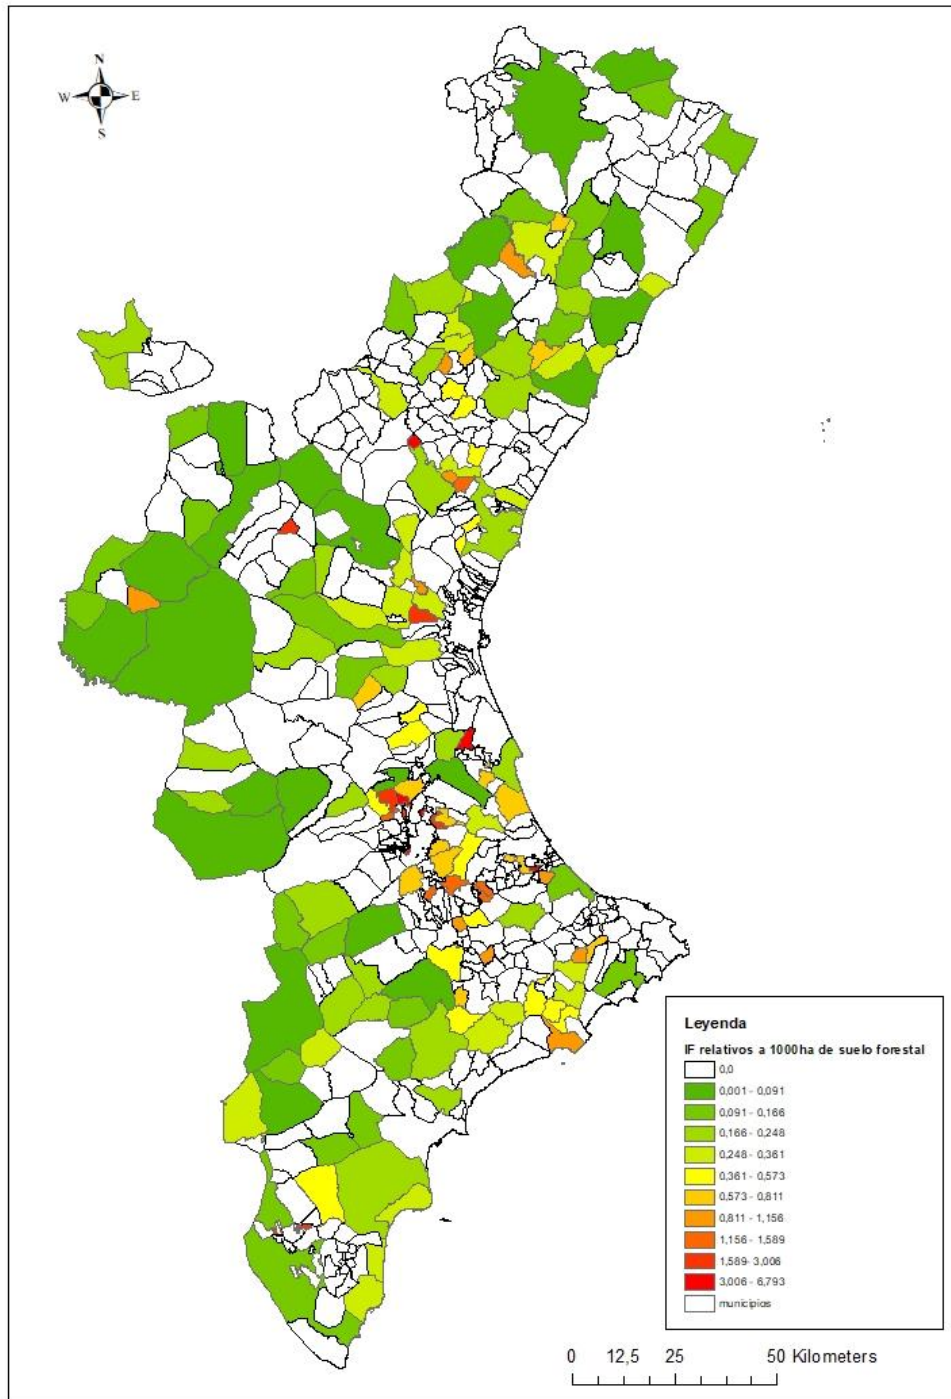 N
W
E
S
Leyenda
IF relativos a 1000ha de suelo forestal
0,0
0,001 - 0,091
0,091 - 0,166
0,166 - 0,248
0,248 - 0,361
0,361 - 0,573
0,573 - 0,811
0,811 - 1,156
1,156 - 1,589
1,589- 3,006
3,006 - 6,793
municipios
0 12,5 25 50 Kilometers